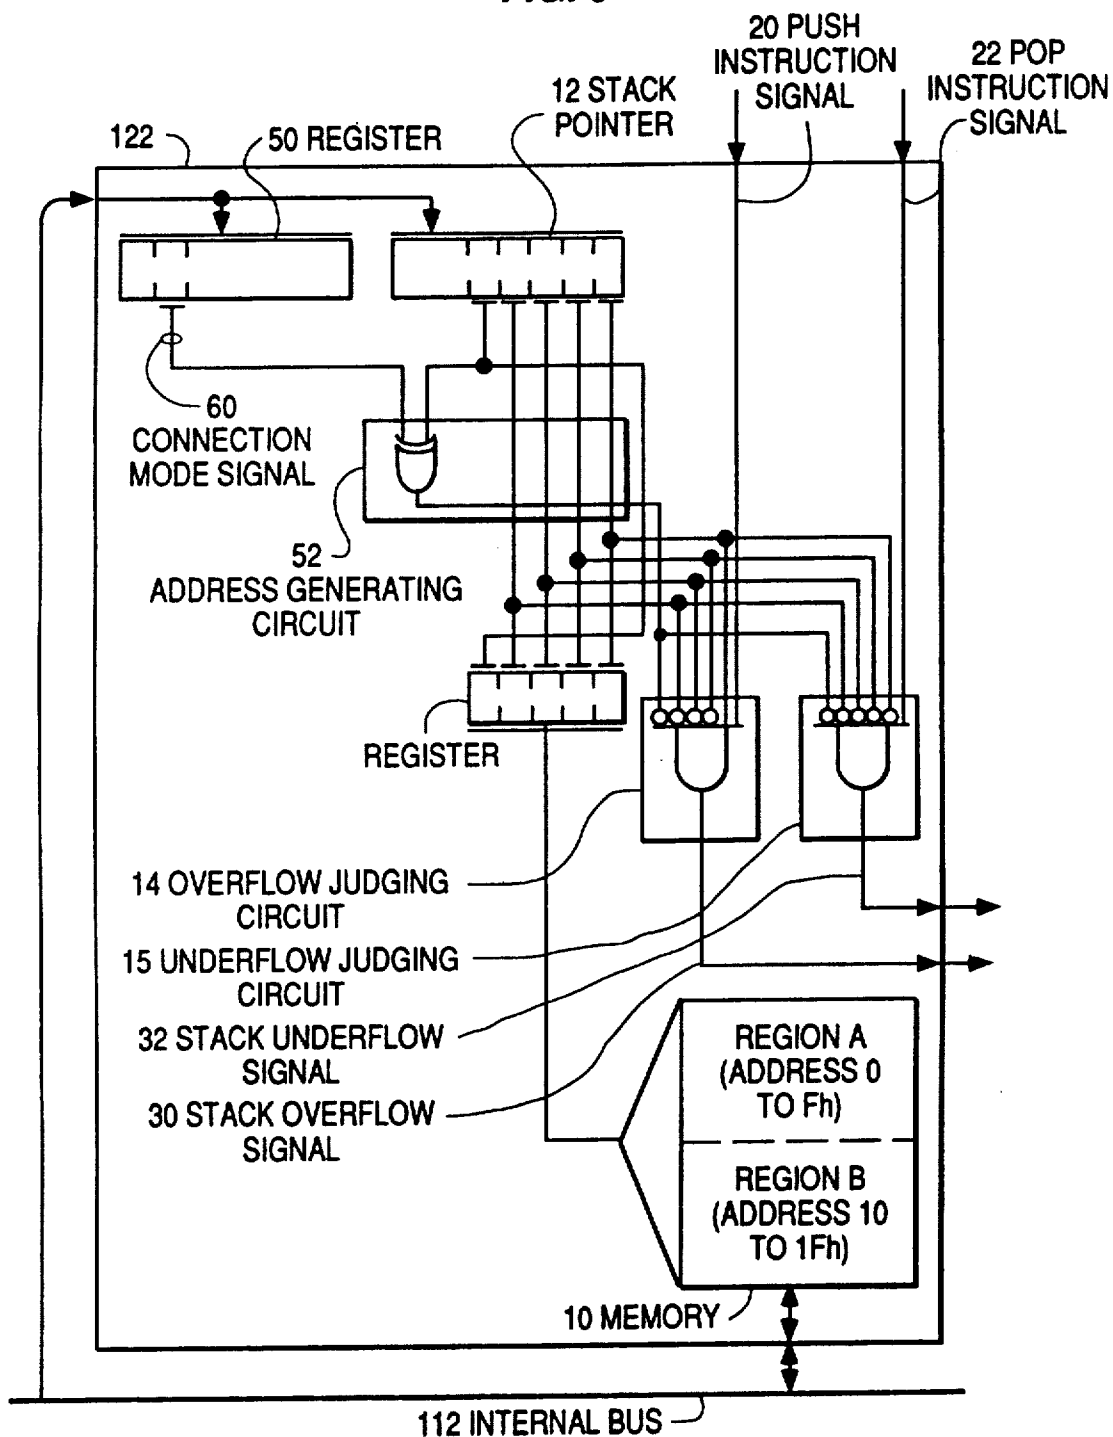 20 PUSH
INSTRUCTION
SIGNAL
22 POP
INSTRUCTION
SIGNAL
12 STACK
POINTER
122
50 REGISTER
60
CONNECTION
MODE SIGNAL
52
ADDRESS GENERATING
CIRCUIT
REGISTER
14 OVERFLOW JUDGING
CIRCUIT
15 UNDERFLOW JUDGING
CIRCUIT
32 STACK UNDERFLOW
SIGNAL
30 STACK OVERFLOW
SIGNAL
REGION A
(ADDRESS 0
TO Fh)
REGION B
(ADDRESS 10
TO 1Fh)
10 MEMORY
112 INTERNAL BUS